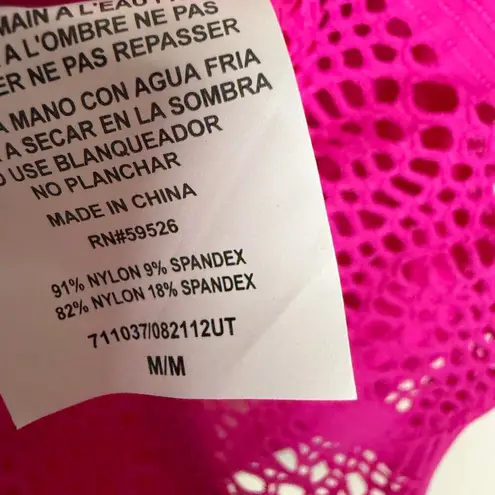 MAIN A L'EAU
A L'OMBRE NE PAS
ER NE PAS REPASSER
A MANO CON AGUA FRIA
A SECAR EN LA SOMBRA
O USE BLANQUEADOR
NO PLANCHAR
MADE IN CHINA
RN#59526
91% NYLON 9% SPANDEX
82% NYLON 18% SPANDEX
711037/082112UT
M/M